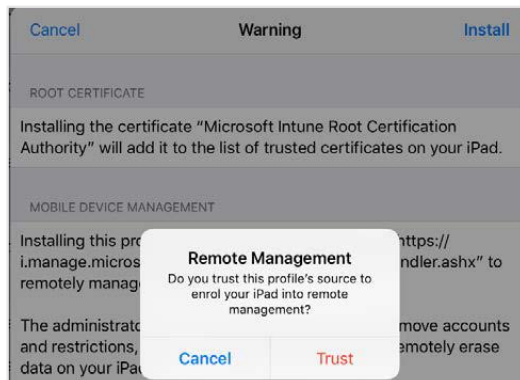 Cancel Warning Install
ROOT CERTIFICATE
Installing the certificate “Microsoft Intune Root Certification
Authority” will add it to the list of trusted certificates on your iPad.
MOBILE DEVICE MANAGEMENT
Installing this pro https://
i.manage.micros ndler.ashx” to
remotely manag
Remote Management
Do you trust this profile's source to
enrol your iPad into remote
management?
Cancel Trust
The administrato move accounts
and restrictions, emotely erase
data on your iPa